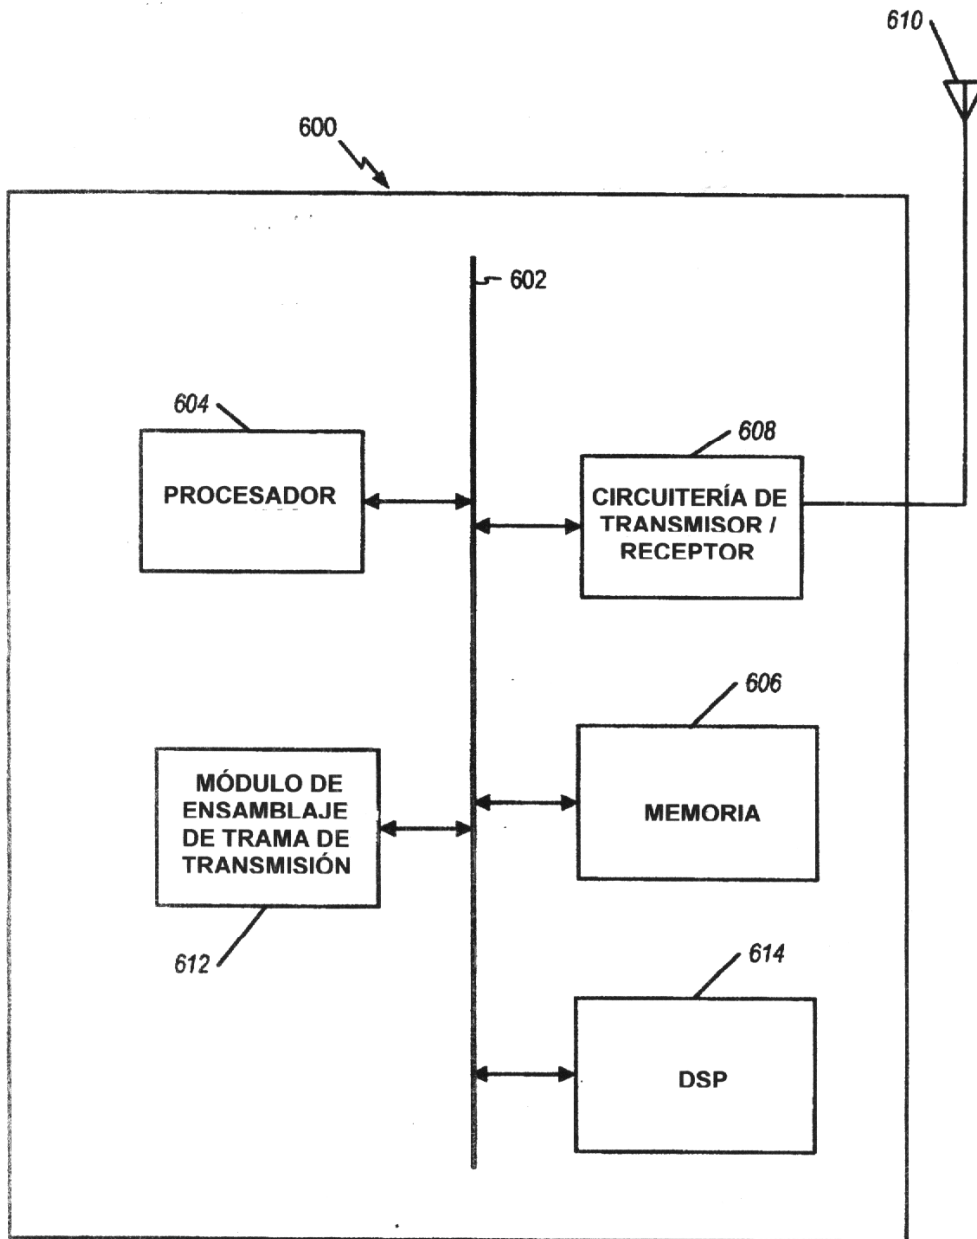 610
600
602
604
PROCESADOR
608
CIRCUITERÍA DE
TRANSMISOR /
RECEPTOR
606
MEMORIA
MÓDULO DE
ENSAMBLAJE
DE TRAMA DE
TRANSMISIÓN
612
614
DSP